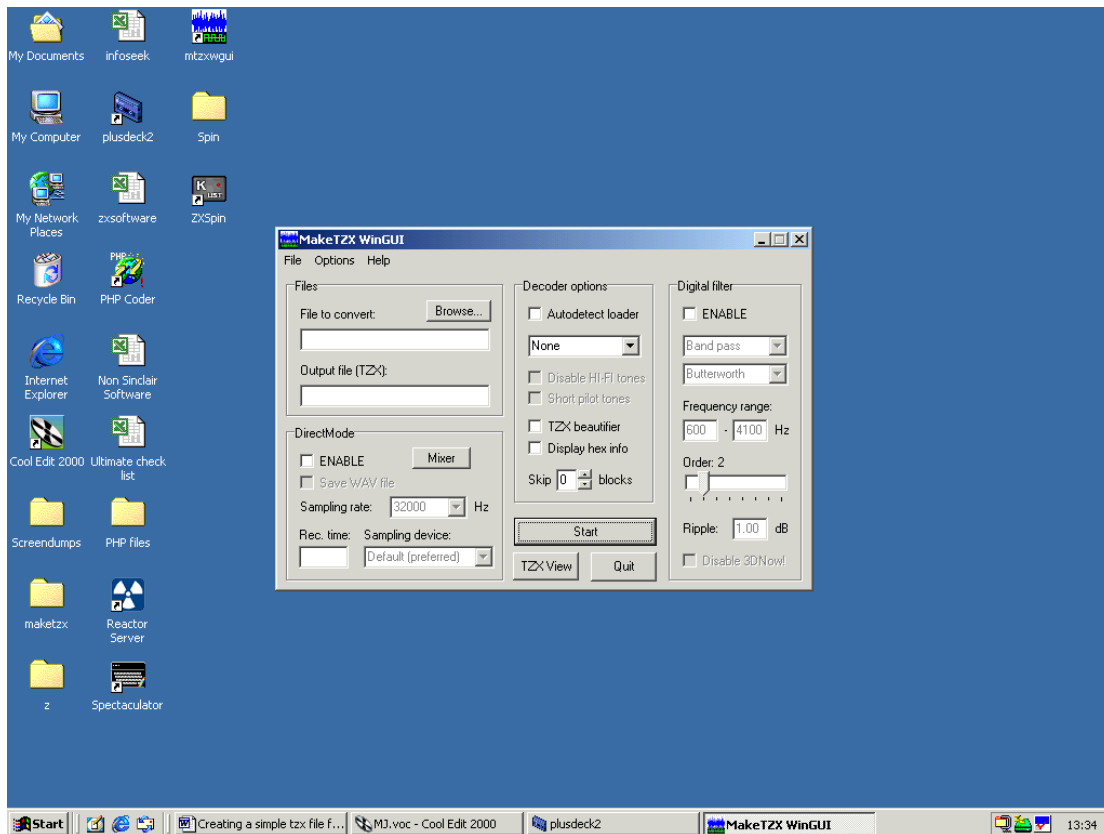 My Documents
infoseek
mtzxwgui
My Computer
plusdeck2
Spin
My Network
Places
zxsoftware
K
LIST
ZXSpin
Recycle Bin
PHP
PHP Coder
Internet
Explorer
Non Sinclair
Software
Cool Edit 2000
Ultimate check
list
Screendumps
PHP files
maketzx
Reactor
Server
z
Spectaculator
MakeTZX WinGUI
File Options Help
Files
File to convert:
Browse...
Output file (TZX):
DirectMode
ENABLE
Mixer
Save WAV file
Sampling rate: 32000 Hz
Rec. time: Sampling device:
Default (preferred)
Decoder options
Autodetect loader
None
Disable HI-FI tones
Short pilot tones
TZX beautifier
Display hex info
Skip 0 blocks
Start
TZX View
Quit
Digital filter
ENABLE
Band pass
Butterworth
Frequency range:
600 - 4100 Hz
Order: 2
Ripple: 1.00 dB
Disable 3DNow!
Start
Creating a simple tzx file f...
MJ.voc - Cool Edit 2000
plusdeck2
MakeTZX WinGUI
13:34